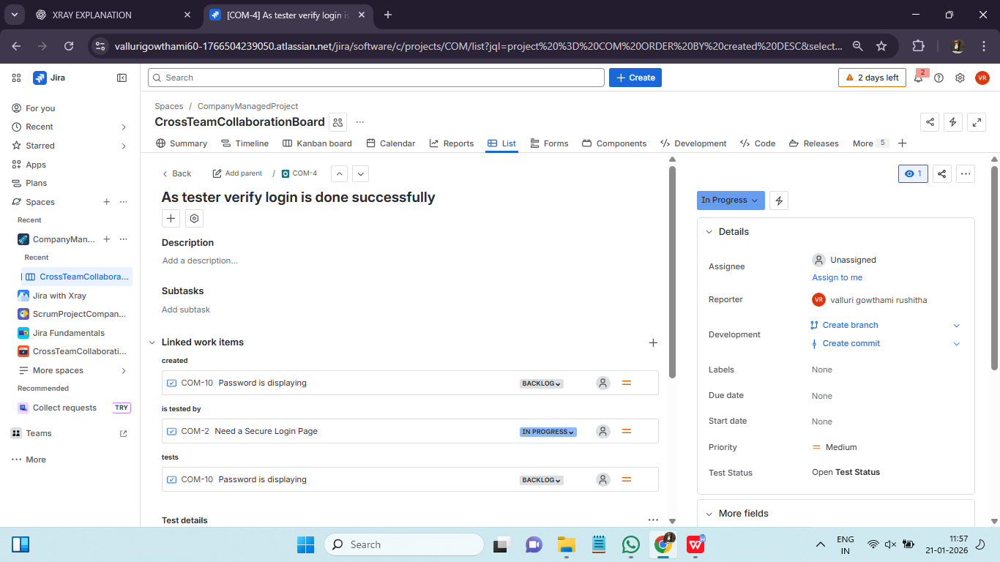 XRAY EXPLANATION
[COM-4] As tester verify login is
vallurigowthami60-1766504239050.atlassian.net/jira/software/c/projects/COM/list?jql=project%20%3D%20COM%20ORDER%20BY%20created%20DESC&selec...
Jira
Search
Create
2 days left
2
VR
For you
Recent
Starred
Apps
Plans
Spaces
Recent
CompanyMan...
Recent
CrossTeamCollabora...
Jira with Xray
ScrumProjectCompan...
Jira Fundamentals
CrossTeamCollaborati...
More spaces
Recommended
Collect requests TRY
Teams
More
Spaces / CompanyManagedProject
CrossTeamCollaborationBoard
Summary Timeline Kanban board Calendar Reports List Forms Components Development Code Releases More 5
Back Add parent / COM-4
As tester verify login is done successfully
Description
Add a description...
Subtasks
Add subtask
Linked work items
created
COM-10 Password is displaying BACKLOG
is tested by
COM-2 Need a Secure Login Page IN PROGRESS
tests
COM-10 Password is displaying BACKLOG
Test details
1
In Progress
Details
Assignee Unassigned
Assign to me
Reporter VR valluri gowthami rushitha
Development Create branch
Create commit
Labels None
Due date None
Start date None
Priority Medium
Test Status Open Test Status
More fields
Search
ENG
IN
11:57
21-01-2026